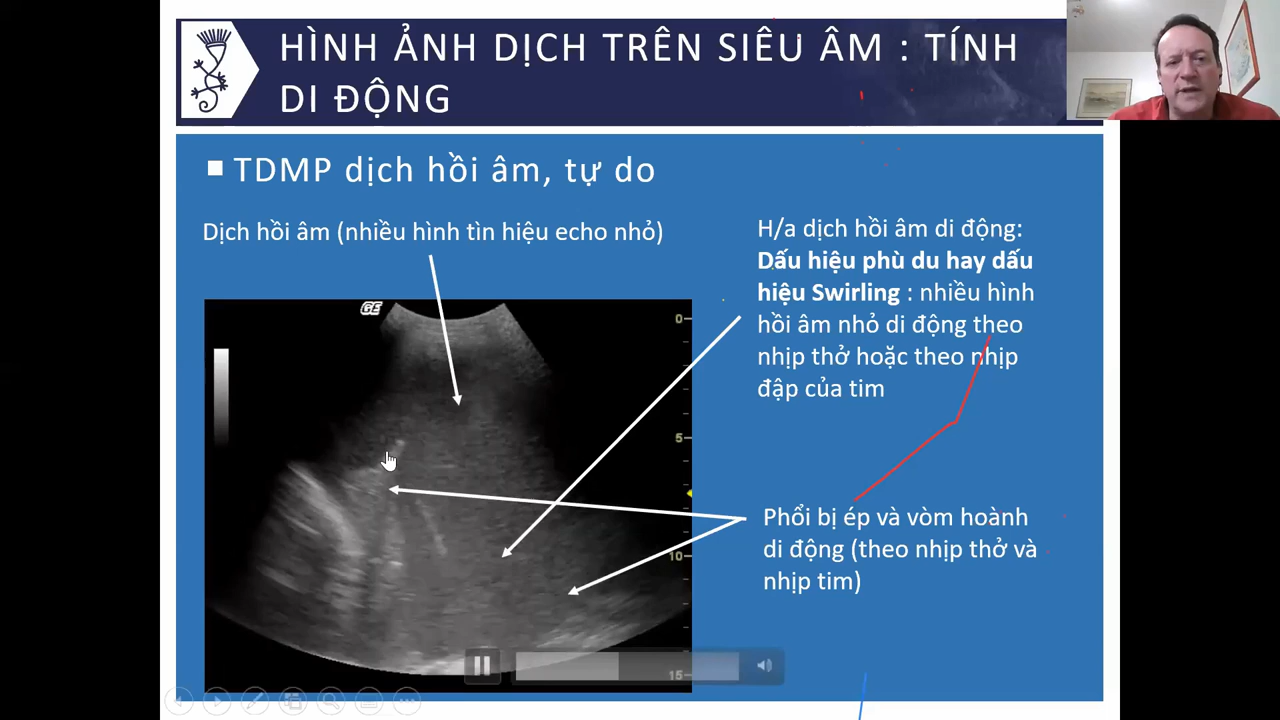 HÌNH ẢNH DỊCH TRÊN SIÊU ÂM : TÍNH
DI ĐỘNG
TDMP dịch hồi âm, tự do
Dịch hồi âm (nhiều hình tìn hiệu echo nhỏ)
H/a dịch hồi âm di động:
Dấu hiệu phù du hay dấu
hiệu Swirling : nhiều hình
hồi âm nhỏ di động theo
nhịp thở hoặc theo nhịp
đập của tim
GE
0
5
10
15
Phổi bị ép và vòm hoành
di động (theo nhịp thở và
nhịp tim)